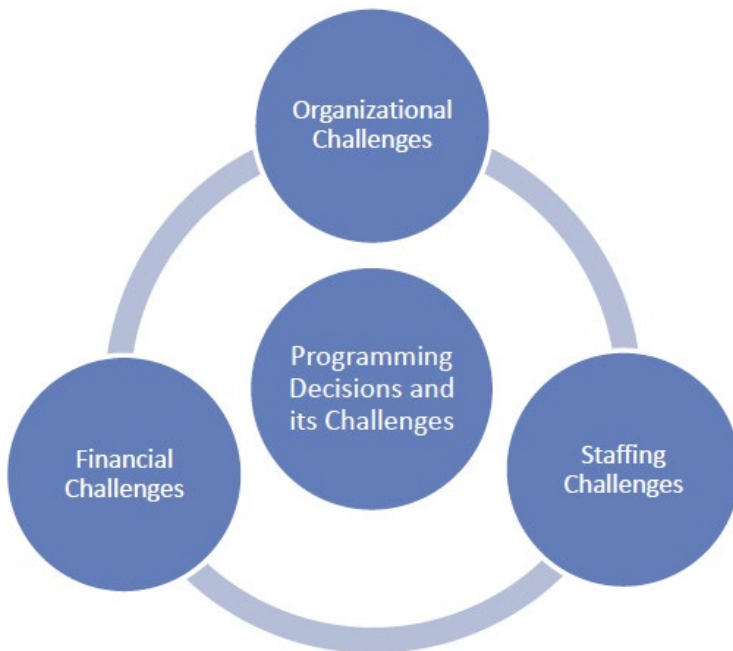 Organizational
Challenges
Programming
Decisions and
its Challenges
Financial
Challenges
Staffing
Challenges